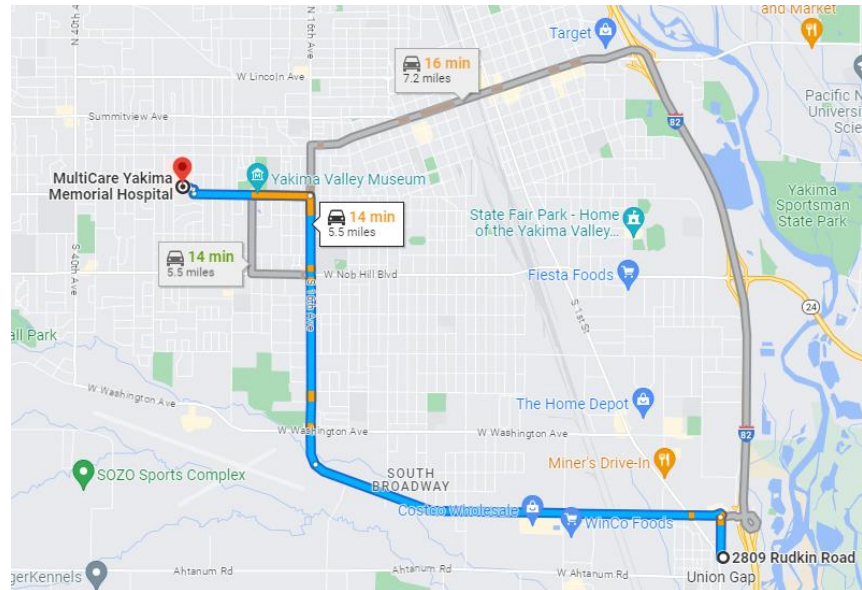 N 40th A
N 16th Ave
and Market
Target
16 min
7.2 miles
W Lincoln Ave
Summitview Ave
Pacific N
Universi
Scie
82
MultiCare Yakima
Memorial Hospital
Yakima Valley Museum
Yakima
Sportsman
State Park
14 min
5.5 miles
State Fair Park - Home
of the Yakima Valley...
S 40th Ave
14 min
5.5 miles
W Nob Hill Blvd
Fiesta Foods
S 16th Ave
S 1st St
24
all Park
W Washington Ave
The Home Depot
W Washington Ave
W Washington Ave
82
Miner's Drive-In
SOZO Sports Complex
SOUTH
BROADWAY
Costco Wholesale
WinCo Foods
2809 Rudkin Road
gerKennels
Ahtanum Rd
W Ahtanum Rd
Union Gap